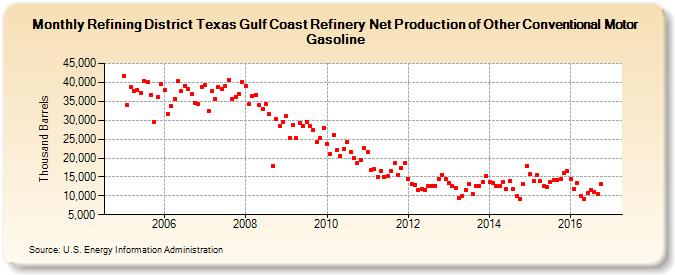 Monthly Refining District Texas Gulf Coast Refinery Net Production of Other Conventional Motor
Gasoline
Thousand Barrels
45,000
40,000
35,000
30,000
25,000
20,000
15,000
10,000
5,000
2006 2008 2010 2012 2014 2016
Source: U.S. Energy Information Administration